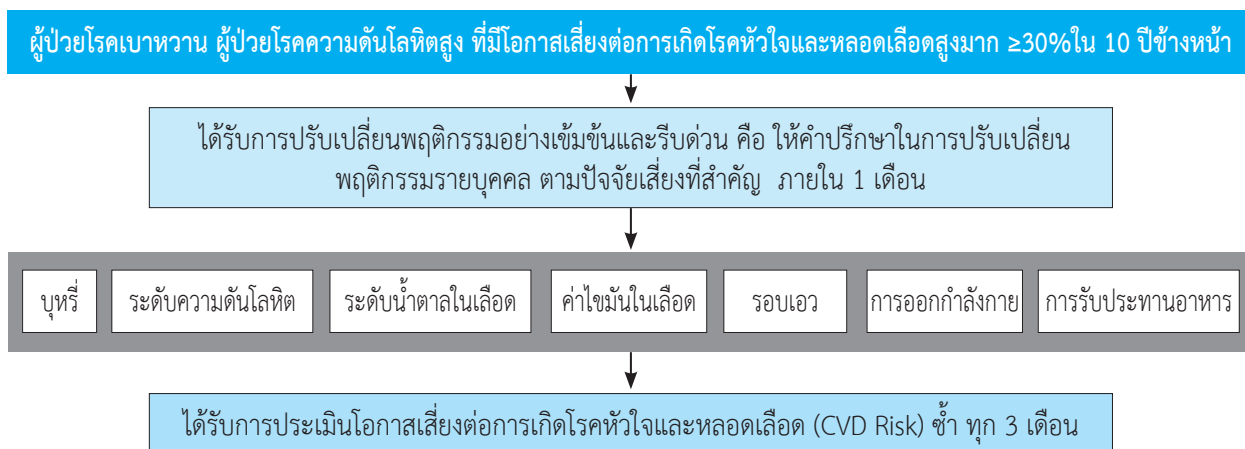 ผู้ป่วยโรคเบาหวาน ผู้ป่วยโรคความดันโลหิตสูง ที่มีโอกาสเสี่ยงต่อการเกิดโรคหัวใจและหลอดเลือดสูงมาก ≥30%ใน 10 ปีข้างหน้า
ได้รับการปรับเปลี่ยนพฤติกรรมอย่างเข้มข้นและรีบด่วน คือ ให้คำปรึกษาในการปรับเปลี่ยน
พฤติกรรมรายบุคคล ตามปัจจัยเสี่ยงที่สำคัญ ภายใน 1 เดือน
บุหรี่
ระดับความดันโลหิต
ระดับน้ำตาลในเลือด
ค่าไขมันในเลือด
รอบเอว
การออกกำลังกาย
การรับประทานอาหาร
ได้รับการประเมินโอกาสเสี่ยงต่อการเกิดโรคหัวใจและหลอดเลือด (CVD Risk) ซ้ำ ทุก 3 เดือน